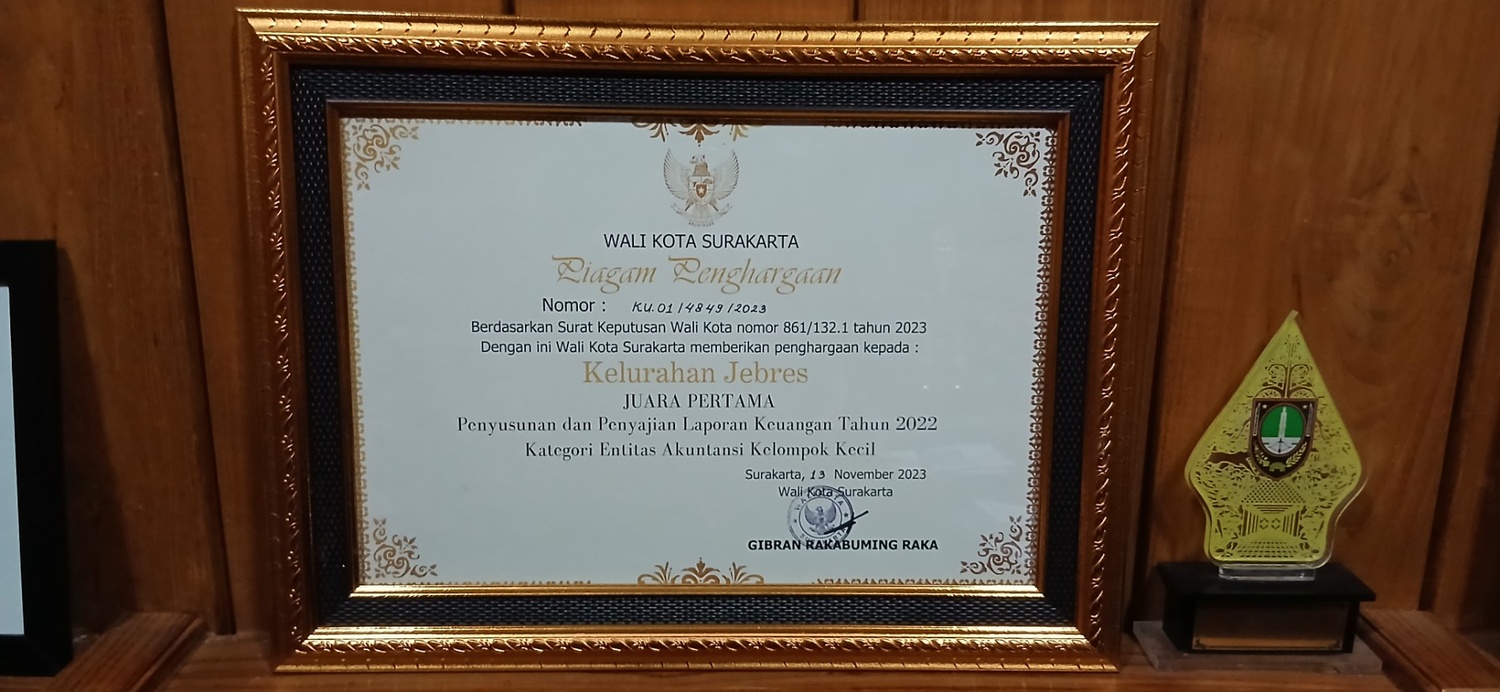 WALI KOTA SURAKARTA
Piagam Penghargaan
Nomor : KU.01/4849/2023
Berdasarkan Surat Keputusan Wali Kota nomor 861/132.1 tahun 2023
Dengan ini Wali Kota Surakarta memberikan penghargaan kepada :
Kelurahan Jebres
JUARA PERTAMA
Penyusunan dan Penyajian Laporan Keuangan Tahun 2022
Kategori Entitas Akuntansi Kelompok Kecil
Surakarta, 13 November 2023
Wali Kota Surakarta
GIBRAN RAKABUMING RAKA